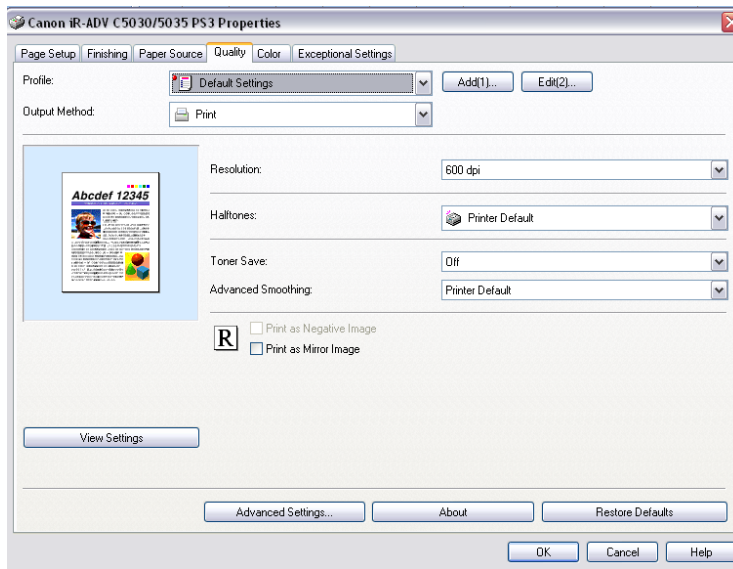 Canon iR-ADV C5030/5035 PS3 Properties
Page Setup Finishing Paper Source Quality Color Exceptional Settings
Profile: Default Settings Add(1)... Edit(2)...
Output Method: Print
Abcdef 12345
Resolution: 600 dpi
Halftones: Printer Default
Toner Save: Off
Advanced Smoothing: Printer Default
R
Print as Negative Image
Print as Mirror Image
View Settings
Advanced Settings... About Restore Defaults
OK Cancel Help